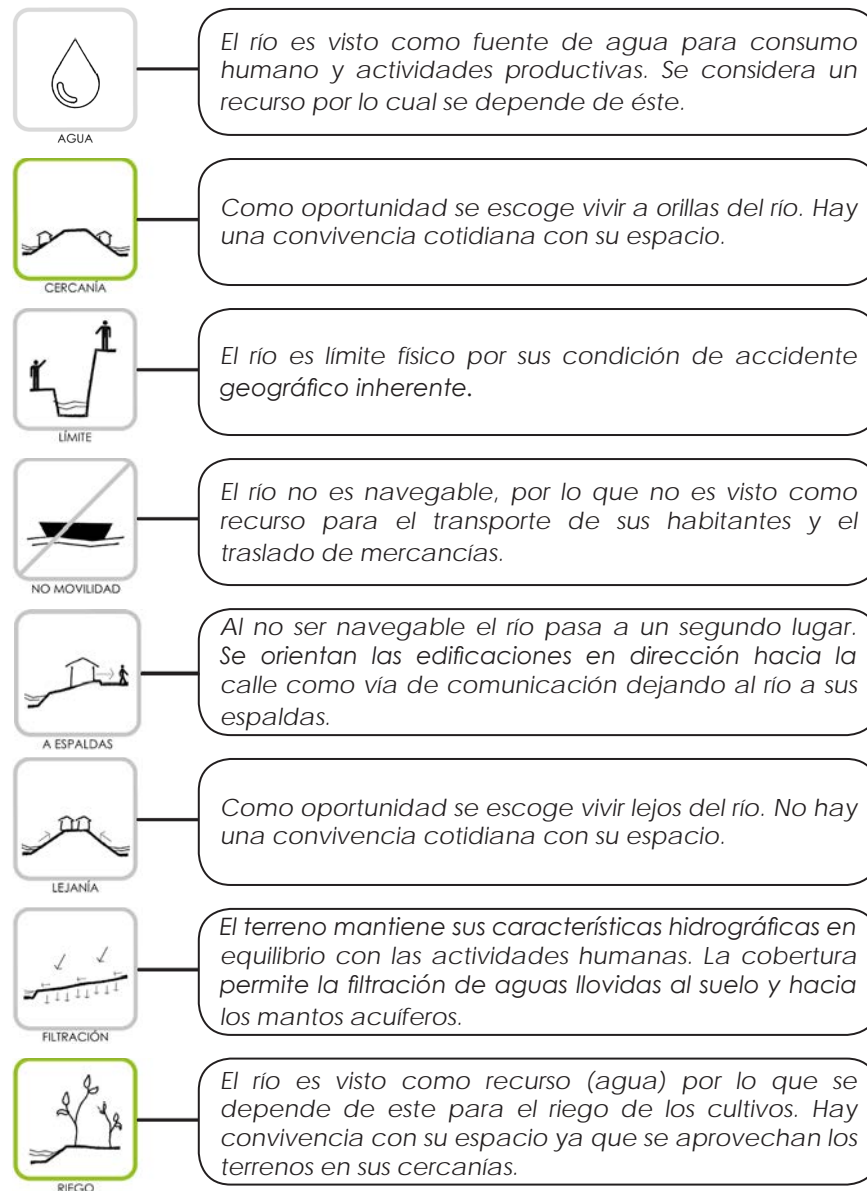 El río es visto como fuente de agua para consumo
humano y actividades productivas. Se considera un
recurso por lo cual se depende de éste.
AGUA
Como oportunidad se escoge vivir a orillas del río. Hay
una convivencia cotidiana con su espacio.
CERCANÍA
El río es límite físico por sus condición de accidente
geográfico inherente.
LÍMITE
El río no es navegable, por lo que no es visto como
recurso para el transporte de sus habitantes y el
traslado de mercancías.
NO MOVILIDAD
Al no ser navegable el río pasa a un segundo lugar.
Se orientan las edificaciones en dirección hacia la
calle como vía de comunicación dejando al río a sus
espaldas.
A ESPALDAS
Como oportunidad se escoge vivir lejos del río. No hay
una convivencia cotidiana con su espacio.
LEJANÍA
El terreno mantiene sus características hidrográficas en
equilibrio con las actividades humanas. La cobertura
permite la filtración de aguas llovidas al suelo y hacia
los mantos acuíferos.
FILTRACIÓN
El río es visto como recurso (agua) por lo que se
depende de este para el riego de los cultivos. Hay
convivencia con su espacio ya que se aprovechan los
terrenos en sus cercanías.
RIEGO